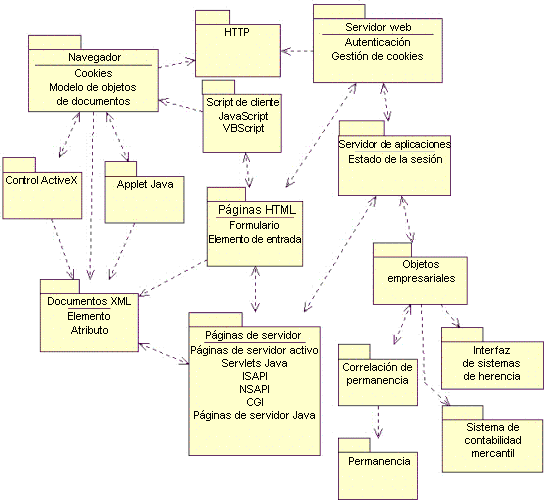 HTTP
Servidor web
Autenticación
Gestión de cookies
Navegador
Cookies
Modelo de objetos
de documentos
Script de cliente
JavaScript
VBScript
Servidor de aplicaciones
Estado de la sesión
Control ActiveX
Applet Java
Páginas HTML
Formulario
Elemento de entrada
Objetos
empresariales
Documentos XML
Elemento
Atributo
Páginas de servidor
Páginas de servidor activo
Servlets Java
ISAPI
NSAPI
CGI
Páginas de servidor Java
Interfaz
de sistemas
de herencia
Correlación de
permanencia
Sistema de
contabilidad
mercantil
Permanencia